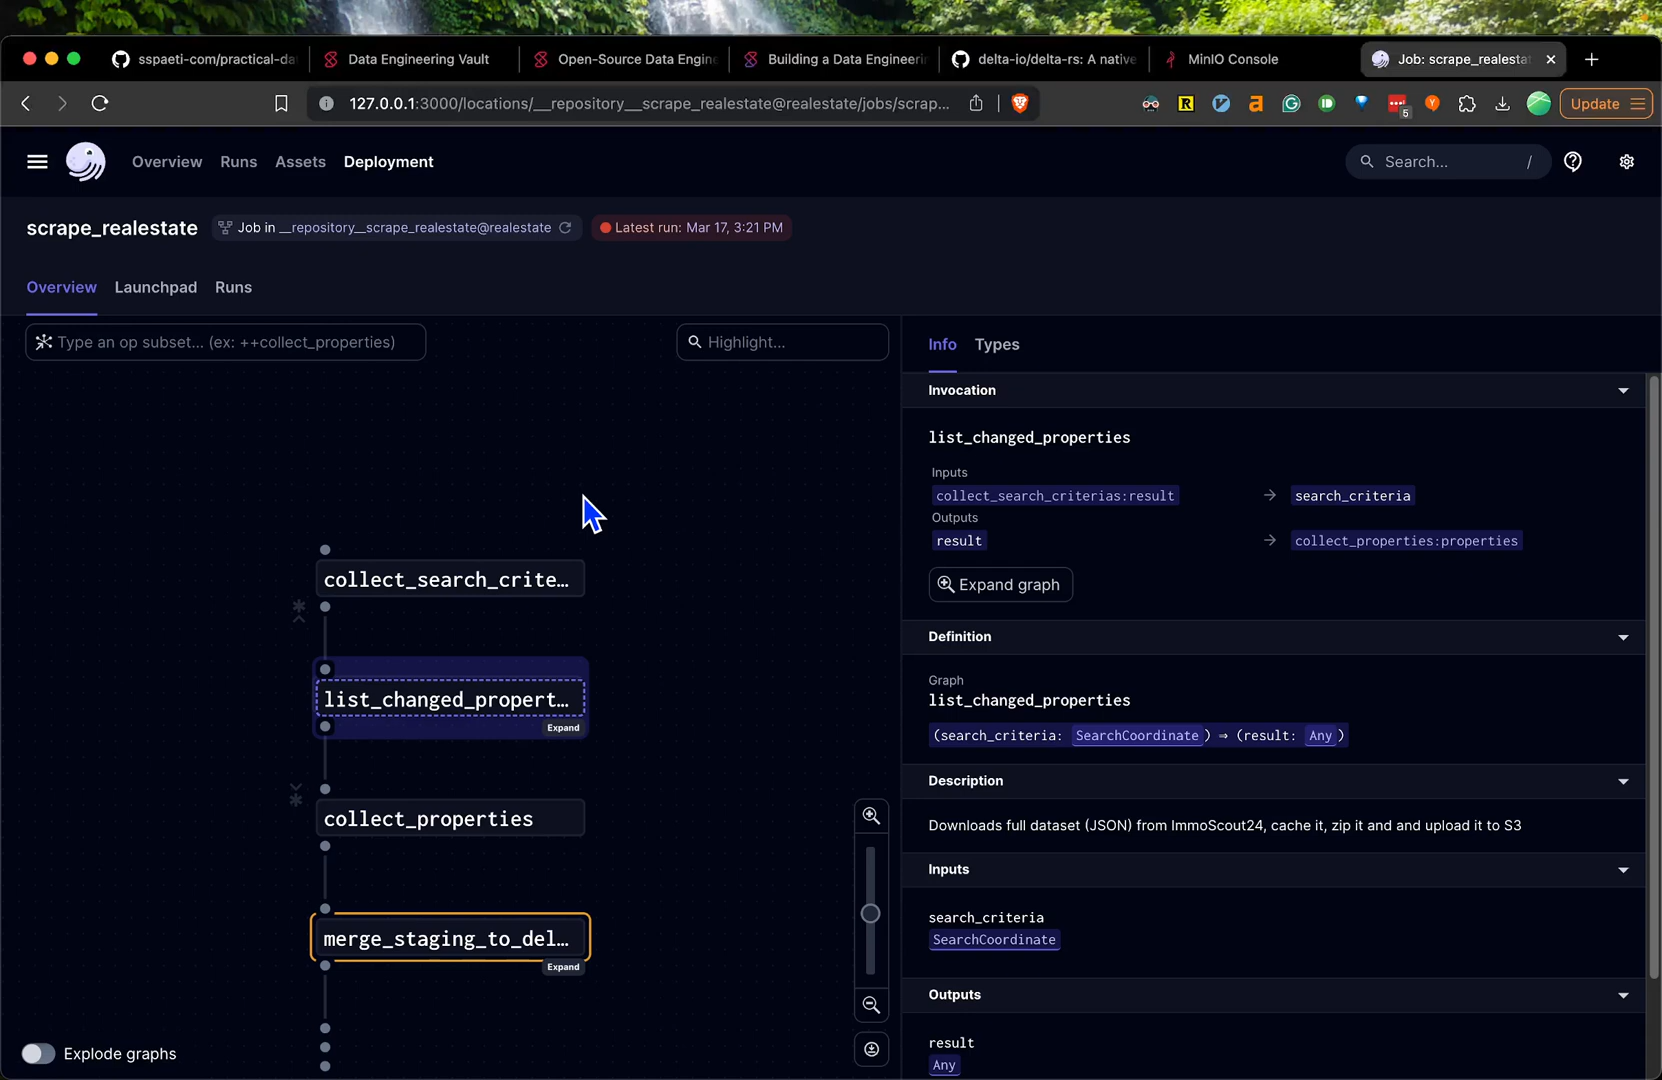 sspaeti-com/practical-da
Data Engineering Vault
Open-Source Data Engine
Building a Data Engineerin
delta-io/delta-rs: A native
MinIO Console
Job: scrape_realestat
127.0.0.1:3000/locations/__repository__scrape_realestate@realestate/jobs/scrap...
R
a
5
Y
Update
Overview
Runs
Assets
Deployment
Search...
/
scrape_realestate
Job in __repository__scrape_realestate@realestate
Latest run: Mar 17, 3:21 PM
Overview
Launchpad
Runs
Type an op subset... (ex: ++collect_properties)
Highlight...
collect_search_crite...
list_changed_propert...
Expand
collect_properties
merge_staging_to_del...
Expand
Explode graphs
Info
Types
Invocation
list_changed_properties
Inputs
collect_search_criterias:result → search_criteria
Outputs
result → collect_properties:properties
Expand graph
Definition
Graph
list_changed_properties
(search_criteria: SearchCoordinate) ⇒ (result: Any)
Description
Downloads full dataset (JSON) from ImmoScout24, cache it, zip it and and upload it to S3
Inputs
search_criteria
SearchCoordinate
Outputs
result
Any